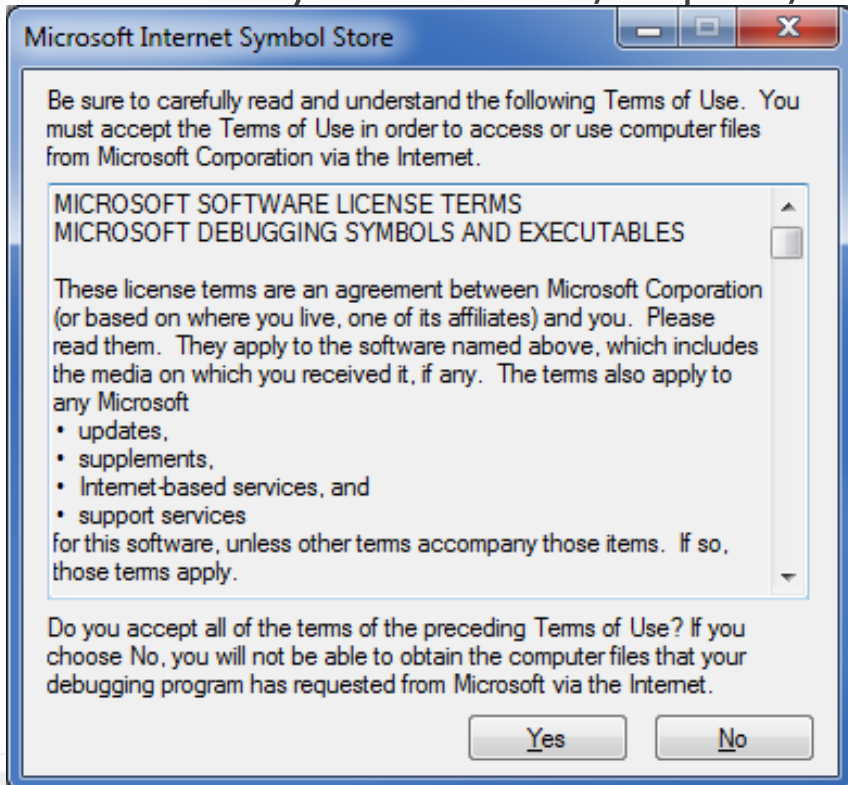 Microsoft Internet Symbol Store
Be sure to carefully read and understand the following Terms of Use. You
must accept the Terms of Use in order to access or use computer files
from Microsoft Corporation via the Internet.
MICROSOFT SOFTWARE LICENSE TERMS
MICROSOFT DEBUGGING SYMBOLS AND EXECUTABLES
These license terms are an agreement between Microsoft Corporation
(or based on where you live, one of its affiliates) and you. Please
read them. They apply to the software named above, which includes
the media on which you received it, if any. The terms also apply to
any Microsoft
• updates,
• supplements,
• Internet-based services, and
• support services
for this software, unless other terms accompany those items. If so,
those terms apply.
Do you accept all of the terms of the preceding Terms of Use? If you
choose No, you will not be able to obtain the computer files that your
debugging program has requested from Microsoft via the Internet.
Yes
No